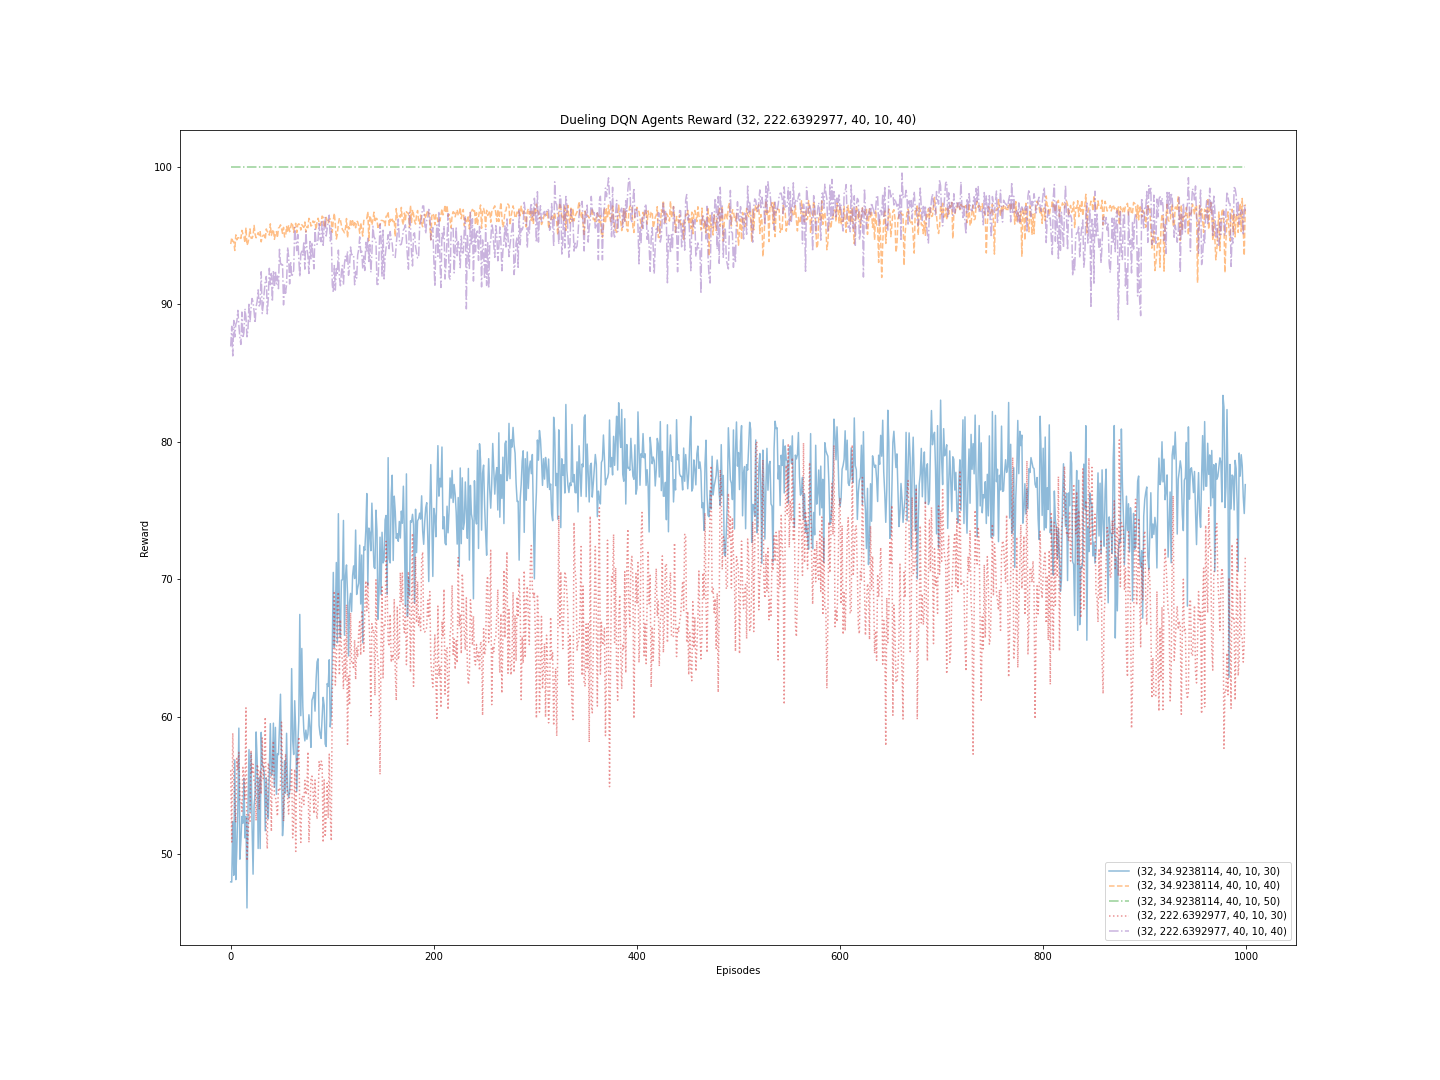 Dueling DQN Agents Reward (32, 222.6392977, 40, 10, 40)
100
90
80
70
60
50
Reward
0
200
400
600
800
1000
Episodes
(32, 34.9238114, 40, 10, 30)
(32, 34.9238114, 40, 10, 40)
(32, 34.9238114, 40, 10, 50)
(32, 222.6392977, 40, 10, 30)
(32, 222.6392977, 40, 10, 40)